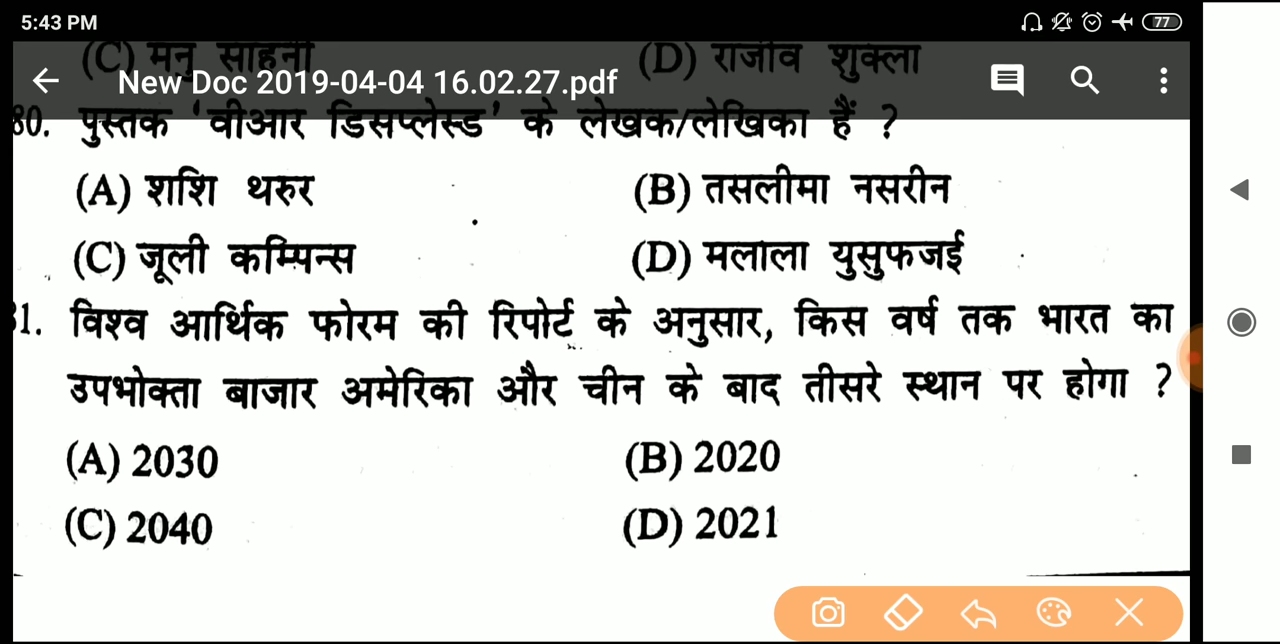 5:43 PM
77
(C) मनु साहनी (D) राजीव शुक्ला
New Doc 2019-04-04 16.02.27.pdf
80. पुस्तक 'वीआर डिसप्लेस्ड' के लेखक/लेखिका हैं ?
(A) शशि थरुर (B) तसलीमा नसरीन
(C) जूली कम्पिन्स (D) मलाला युसुफजई
31. विश्व आर्थिक फोरम की रिपोर्ट के अनुसार, किस वर्ष तक भारत का
उपभोक्ता बाजार अमेरिका और चीन के बाद तीसरे स्थान पर होगा ?
(A) 2030 (B) 2020
(C) 2040 (D) 2021